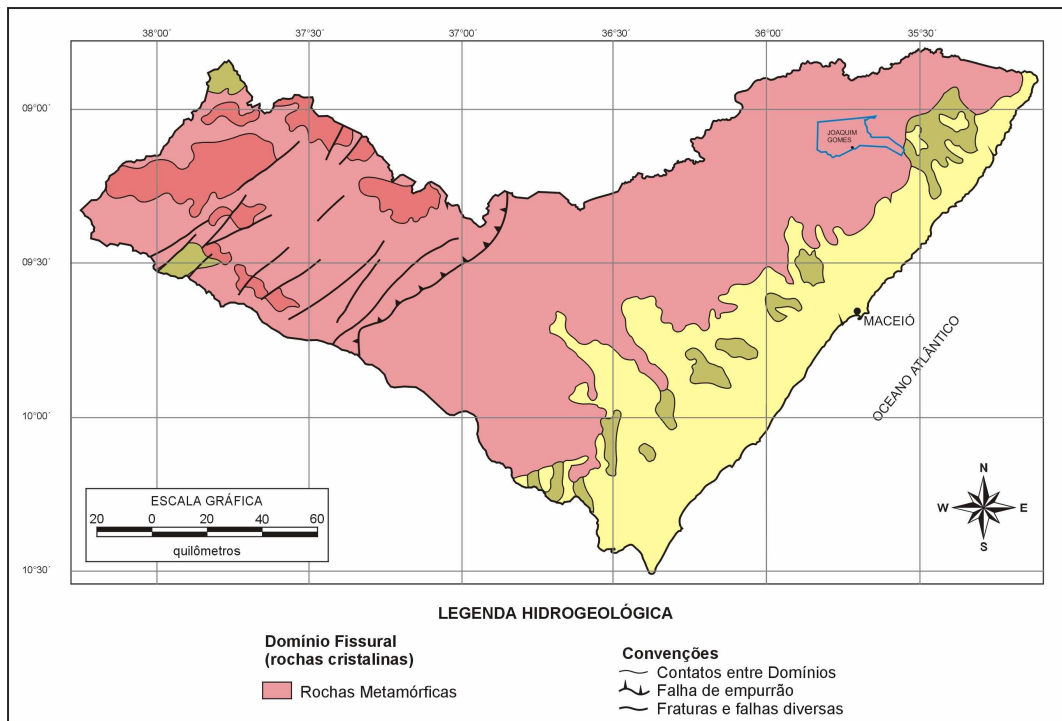 38°00´ 37°30´ 37°00´ 36°30´ 36°00´ 35°30´
09°00´
JOAQUIM
GOMES
09°30´
MACEIÓ
OCEANO ATLÂNTICO
10°00´
ESCALA GRÁFICA
20 0 20 40 60
quilômetros
N
W E
S
10°30´
LEGENDA HIDROGEOLÓGICA
Domínio Fissural
(rochas cristalinas)
Rochas Metamórficas
Convenções
Contatos entre Domínios
Falha de empurrão
Fraturas e falhas diversas